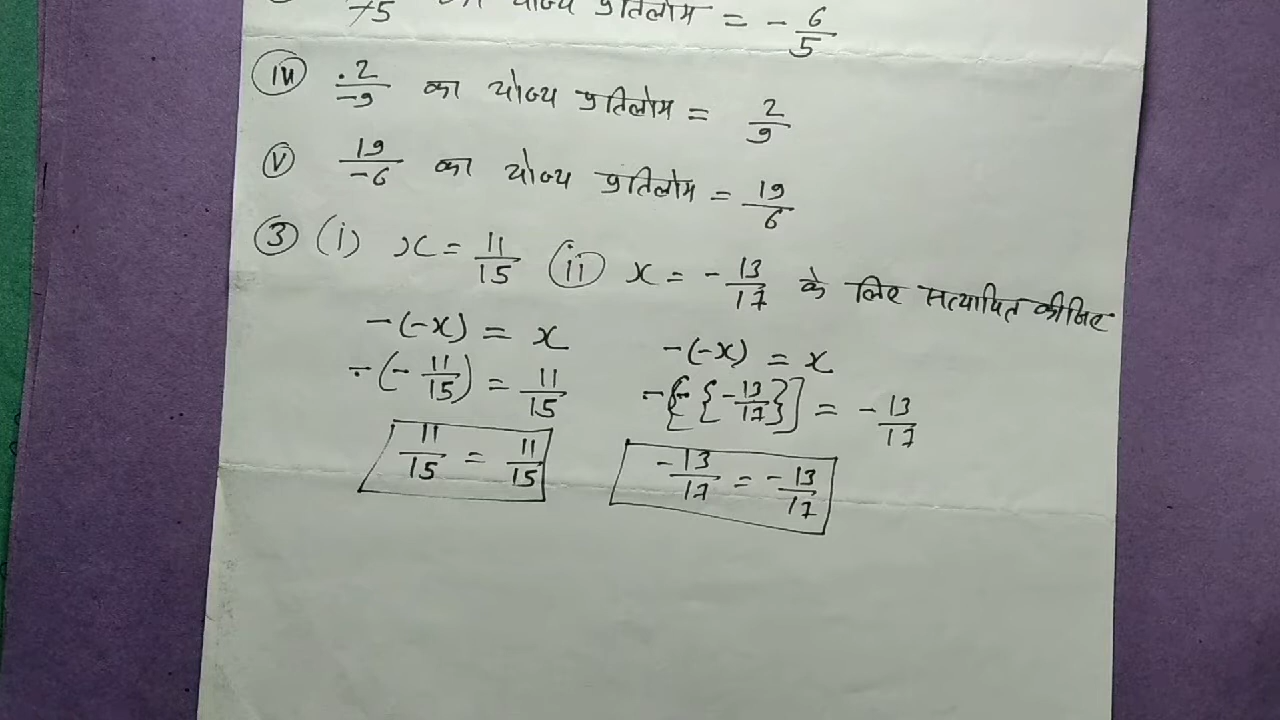 /+5 का योज्य प्रतिलोम = - 6/5
(iv) 2/-9 का योज्य प्रतिलोम = 2/9
(v) 19/-6 का योज्य प्रतिलोम = 19/6
(3) (i) x = 11/15 (ii) x = - 13/17 के लिए सत्यापित कीजिए
-(-x) = x
-(- 11/15) = 11/15
11/15 = 11/15
-(-x) = x
-[-{- 13/17}] = - 13/17
- 13/17 = - 13/17